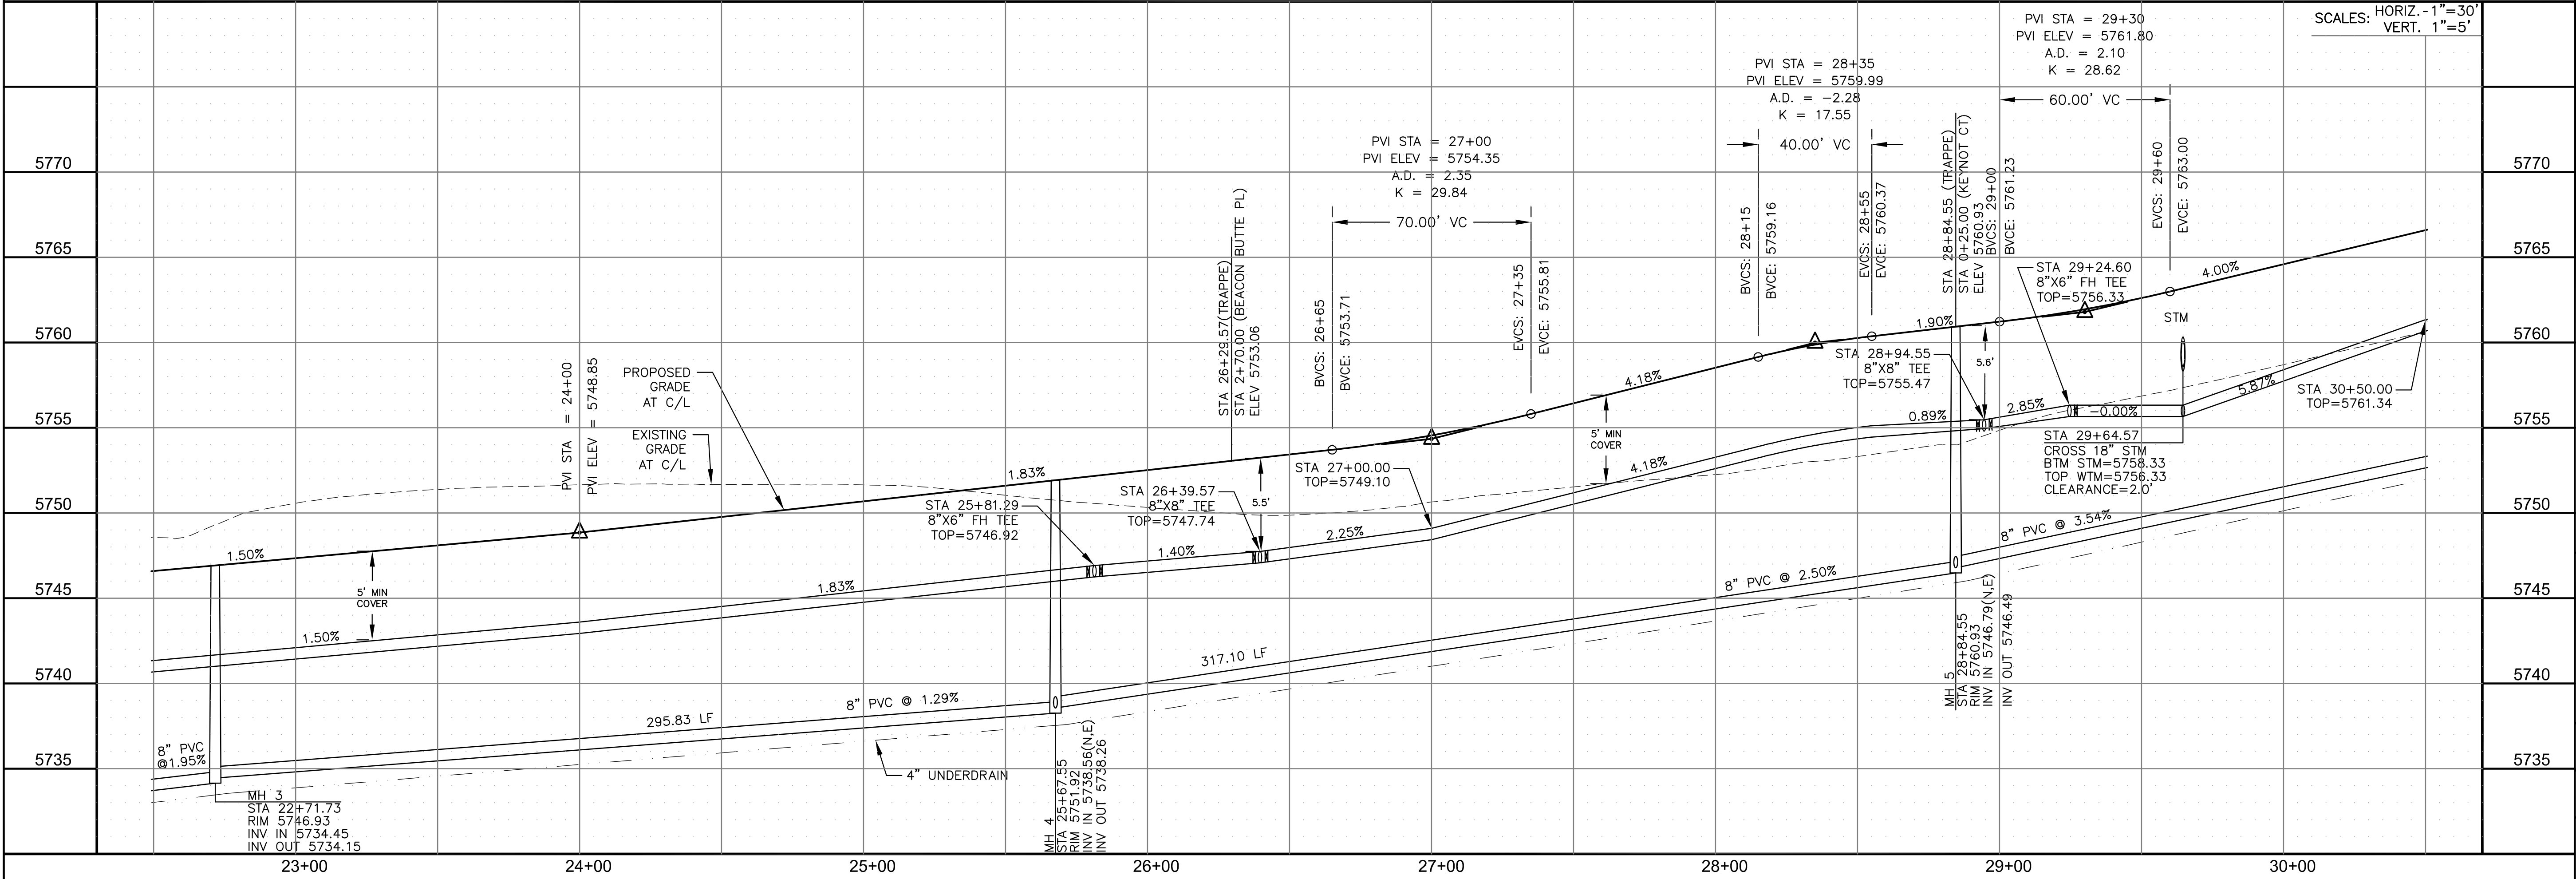 SCALES: HORIZ.-1"=30'
VERT. 1"=5'
PVI STA = 29+30
PVI ELEV = 5761.80
A.D. = 2.10
K = 28.62
60.00' VC
PVI STA = 28+35
PVI ELEV = 5759.99
A.D. = -2.28
K = 17.55
40.00' VC
PVI STA = 27+00
PVI ELEV = 5754.35
A.D. = 2.35
K = 29.84
70.00' VC
5770
5765
5760
5755
5750
5745
5740
5735
5770
5765
5760
5755
5750
5745
5740
5735
PVI STA = 24+00
PVI ELEV = 5748.85
PROPOSED
GRADE
AT C/L
EXISTING
GRADE
AT C/L
STA 26+29.57(TRAPPE)
STA 2+70.00 (BEACON BUTTE PL)
ELEV 5753.06
BVCS: 26+65
BVCE: 5753.71
EVCS: 27+35
EVCE: 5755.81
BVCS: 28+15
BVCE: 5759.16
EVCS: 28+55
EVCE: 5760.37
STA 28+84.55 (TRAPPE)
STA 0+25.00 (KEYNOT CT)
ELEV 5760.93
BVCS: 29+00
BVCE: 5761.23
EVCS: 29+60
EVCE: 5763.00
STA 29+24.60
8"X6" FH TEE
TOP=5756.33
STM
4.00%
1.90%
4.18%
1.83%
1.50%
STA 28+94.55
8"X8" TEE
TOP=5755.47
5.6'
STA 30+50.00
TOP=5761.34
5.87%
-0.00%
2.85%
0.89%
STA 29+64.57
CROSS 18" STM
BTM STM=5758.33
TOP WTM=5756.33
CLEARANCE=2.0'
5' MIN
COVER
4.18%
STA 27+00.00
TOP=5749.10
2.25%
5.5'
STA 26+39.57
8"X8" TEE
TOP=5747.74
1.40%
STA 25+81.29
8"X6" FH TEE
TOP=5746.92
1.83%
5' MIN
COVER
1.50%
8" PVC @ 3.54%
8" PVC @ 2.50%
317.10 LF
8" PVC @ 1.29%
295.83 LF
8" PVC
@1.95%
4" UNDERDRAIN
MH 3
STA 22+71.73
RIM 5746.93
INV IN 5734.45
INV OUT 5734.15
MH 4
STA 25+67.55
RIM 5751.92
INV IN 5738.56(N,E)
INV OUT 5738.26
MH 5
STA 28+84.55
RIM 5760.93
INV IN 5746.79(N,E)
INV OUT 5746.49
23+00 24+00 25+00 26+00 27+00 28+00 29+00 30+00